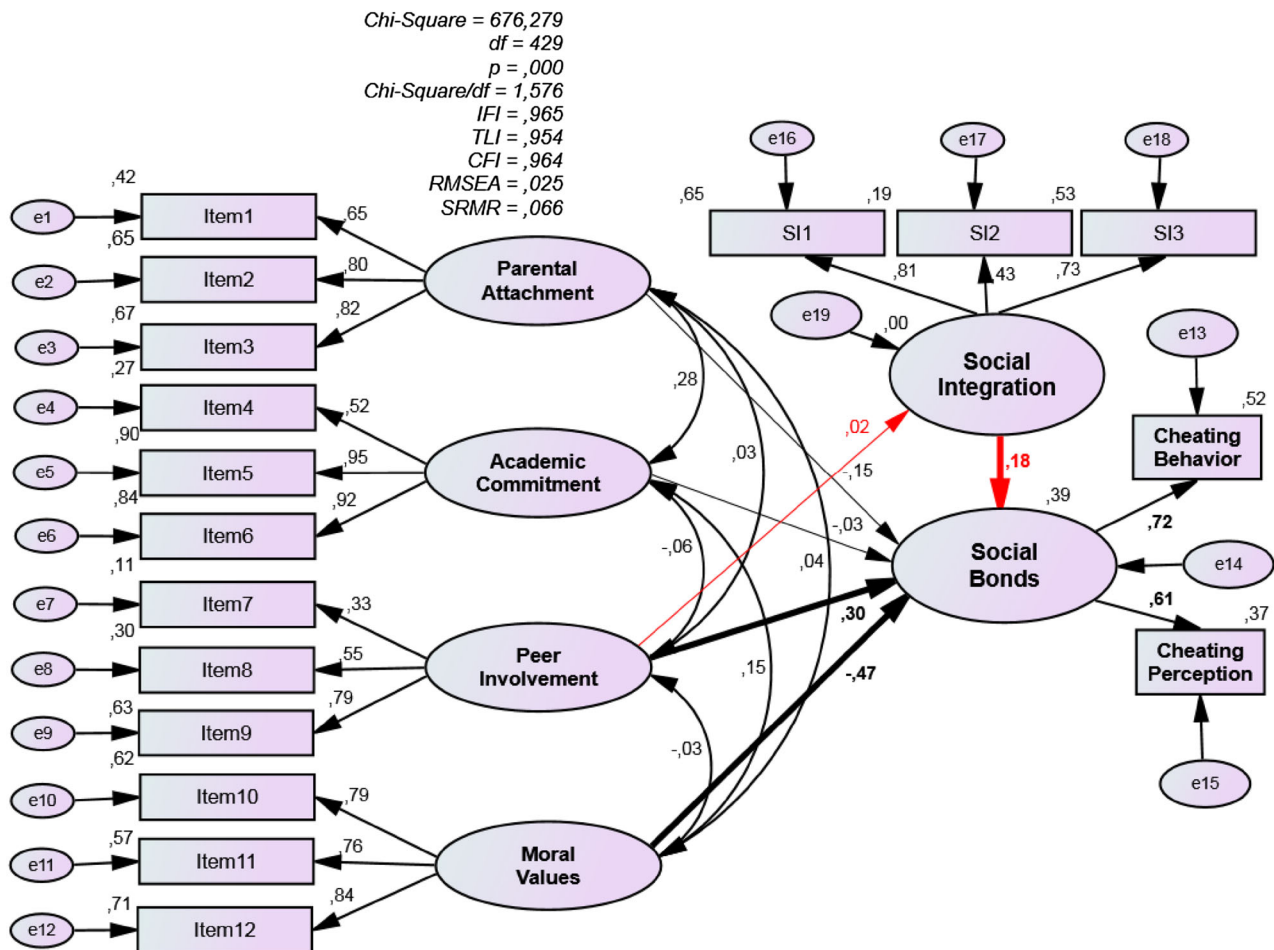 Chi-Square = 676,279
df = 429
p = ,000
Chi-Square/df = 1,576
IFI = ,965
TLI = ,954
CFI = ,964
RMSEA = ,025
SRMR = ,066
e16
e17
e18
,65
,19
,53
SI1
SI2
SI3
,81
,43
,73
e19
,00
Social
Integration
e13
,52
Cheating
Behavior
,02
,18
,39
,72
Social
Bonds
e14
,61
,37
Cheating
Perception
e15
,42
e1
Item1
,65
,65
e2
Item2
,80
,67
e3
Item3
,82
,27
e4
Item4
,52
,90
e5
Item5
,95
,84
e6
Item6
,92
,11
e7
Item7
,33
,30
e8
Item8
,55
,63
e9
Item9
,79
,62
e10
Item10
,79
,57
e11
Item11
,76
,71
e12
Item12
,84
Parental
Attachment
Academic
Commitment
Peer
Involvement
Moral
Values
,28
,03
-,15
-,03
-,06
,04
,30
,15
-,47
-,03